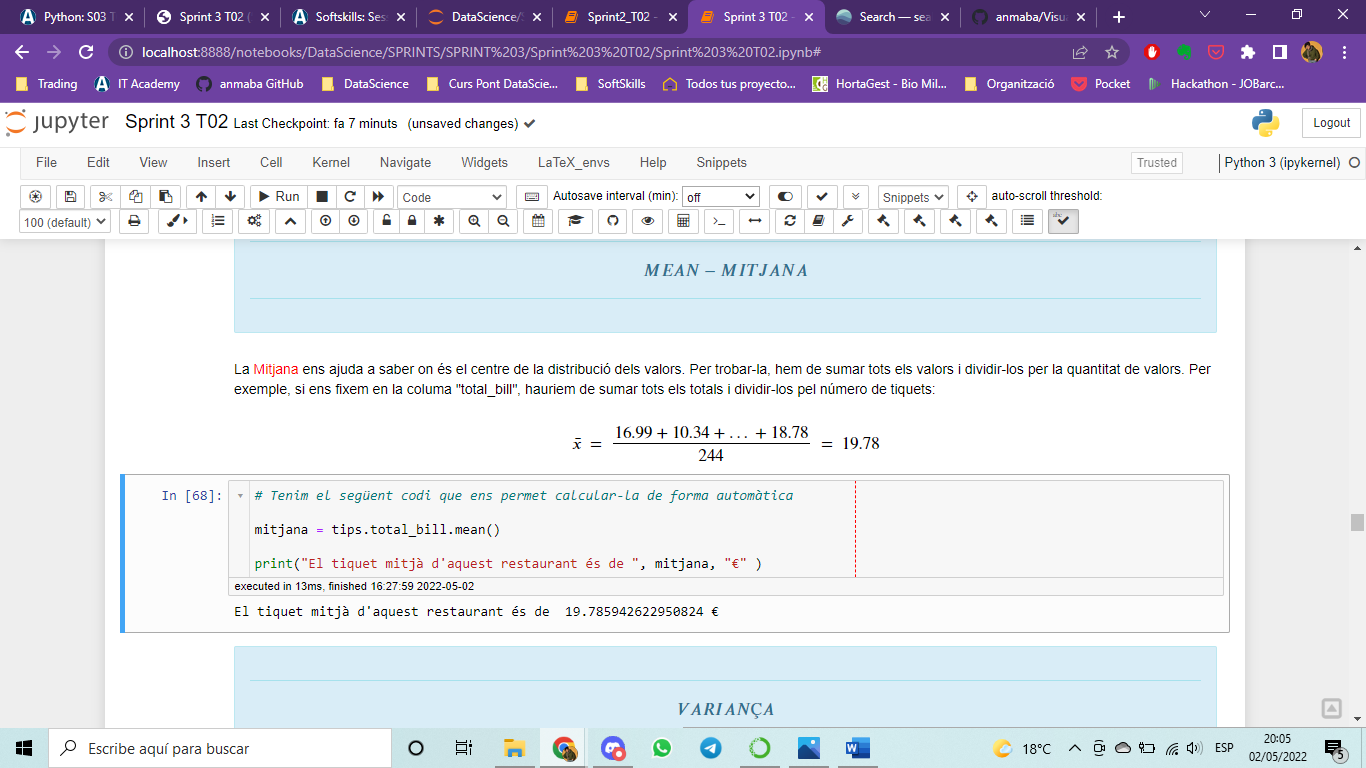 Python: S03 T
Sprint 3 T02 (
Softskills: Ses
DataScience/S
Sprint2_T02 -
Sprint 3 T02 -
Search — sea
anmaba/Visu
localhost:8888/notebooks/DataScience/SPRINTS/SPRINT%203/Sprint%203%20T02/Sprint%203%20T02.ipynb#
Trading
IT Academy
anmaba GitHub
DataScience
Curs Pont DataScie...
SoftSkills
Todos tus proyecto...
HortaGest - Bio Mil...
Organització
Pocket
Hackathon - JOBarc...
jupyter Sprint 3 T02 Last Checkpoint: fa 7 minuts (unsaved changes)
Logout
File Edit View Insert Cell Kernel Navigate Widgets LaTeX_envs Help Snippets
Trusted
Python 3 (ipykernel)
Run
Code
Autosave interval (min): off
Snippets
auto-scroll threshold:
100 (default)
abc
MEAN – MITJANA
La Mitjana ens ajuda a saber on és el centre de la distribució dels valors. Per trobar-la, hem de sumar tots els valors i dividir-los per la quantitat de valors. Per
exemple, si ens fixem en la columa "total_bill", hauriem de sumar tots els totals i dividir-los pel número de tiquets:
x̄ = (16.99 + 10.34 + … + 18.78) / 244 = 19.78
In [68]:
# Tenim el següent codi que ens permet calcular-la de forma automàtica
mitjana = tips.total_bill.mean()
print("El tiquet mitjà d'aquest restaurant és de ", mitjana, "€" )
executed in 13ms, finished 16:27:59 2022-05-02
El tiquet mitjà d'aquest restaurant és de  19.785942622950824 €
VARIANÇA
Escribe aquí para buscar
18°C
ESP
20:05
02/05/2022
5